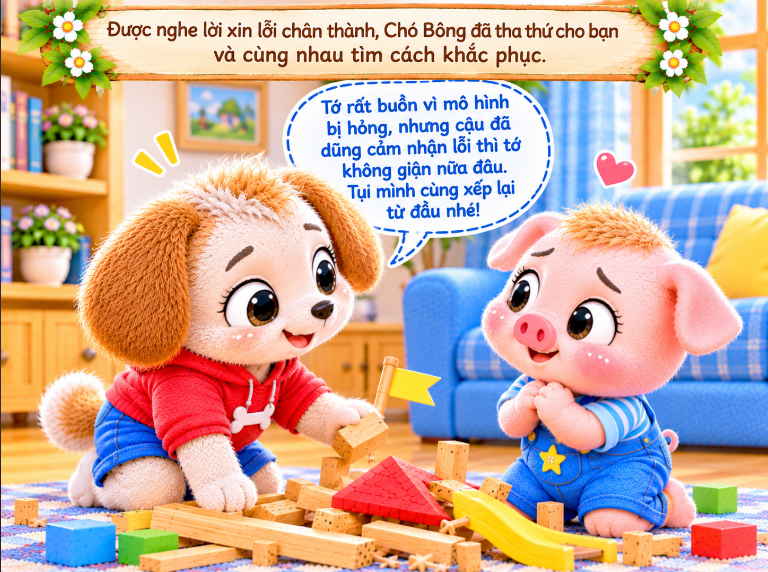 Được nghe lời xin lỗi chân thành, Chó Bông đã tha thứ cho bạn
và cùng nhau tìm cách khắc phục.
Tớ rất buồn vì mô hình
bị hỏng, nhưng cậu đã
dũng cảm nhận lỗi thì tớ
không giận nữa đâu.
Tụi mình cùng xếp lại
từ đầu nhé!